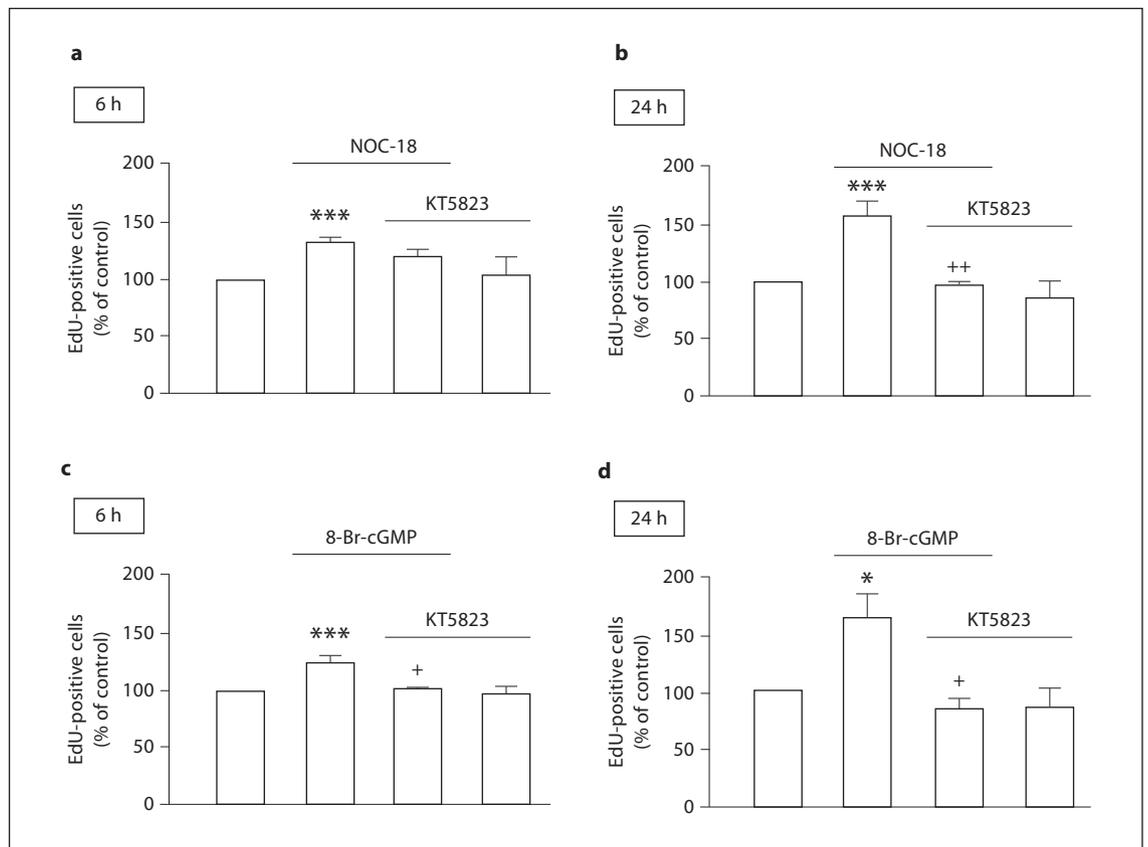 a
6 h
NOC-18
KT5823
EdU-positive cells
(% of control)
200
150
100
50
0
***
b
24 h
NOC-18
KT5823
EdU-positive cells
(% of control)
200
150
100
50
0
***
++
c
6 h
8-Br-cGMP
KT5823
EdU-positive cells
(% of control)
200
150
100
50
0
***
+
d
24 h
8-Br-cGMP
KT5823
EdU-positive cells
(% of control)
200
150
100
50
0
*
+